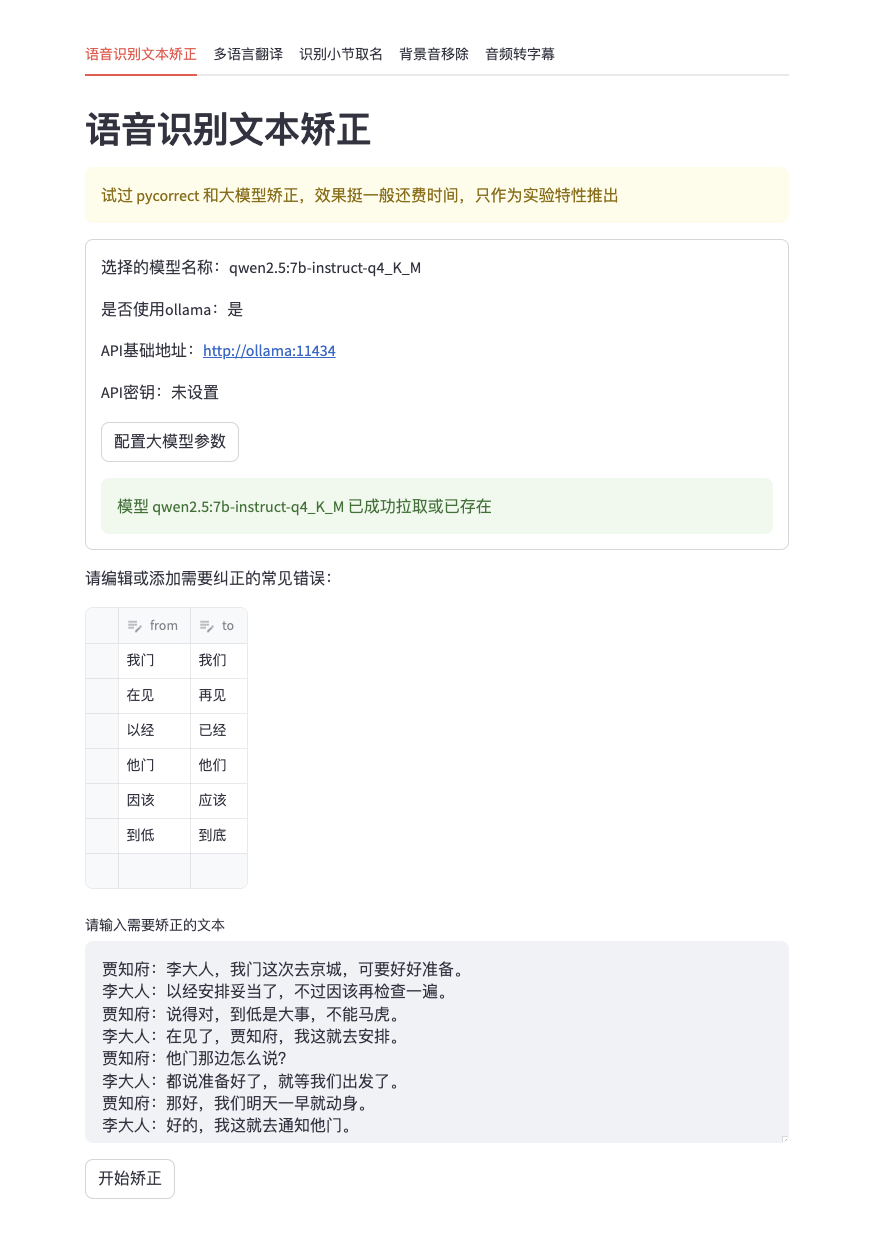 语音识别文本矫正 多语言翻译 识别小节取名 背景音移除 音频转字幕
语音识别文本矫正
试过 pycorrect 和大模型矫正，效果挺一般还费时间，只作为实验特性推出
选择的模型名称：qwen2.5:7b-instruct-q4_K_M
是否使用ollama：是
API基础地址：http://ollama:11434
API密钥：未设置
配置大模型参数
模型 qwen2.5:7b-instruct-q4_K_M 已成功拉取或已存在
请编辑或添加需要纠正的常见错误：
from to
我门 我们
在见 再见
以经 已经
他门 他们
因该 应该
到低 到底
请输入需要矫正的文本
贾知府：李大人，我门这次去京城，可要好好准备。
李大人：以经安排妥当了，不过因该再检查一遍。
贾知府：说得对，到低是大事，不能马虎。
李大人：在见了，贾知府，我这就去安排。
贾知府：他门那边怎么说？
李大人：都说准备好了，就等我们出发了。
贾知府：那好，我们明天一早就动身。
李大人：好的，我这就去通知他门。
开始矫正